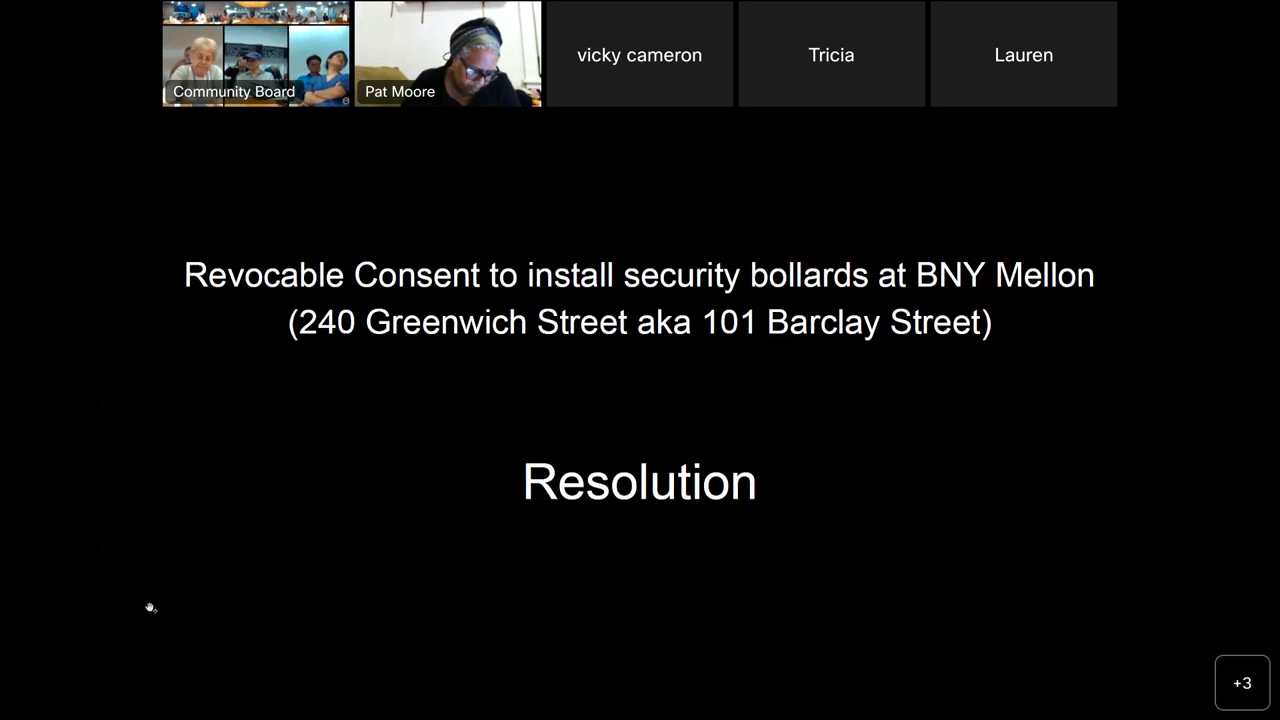 vicky cameron
Tricia
Lauren
Community Board
Pat Moore
Revocable Consent to install security bollards at BNY Mellon
(240 Greenwich Street aka 101 Barclay Street)
Resolution
+3